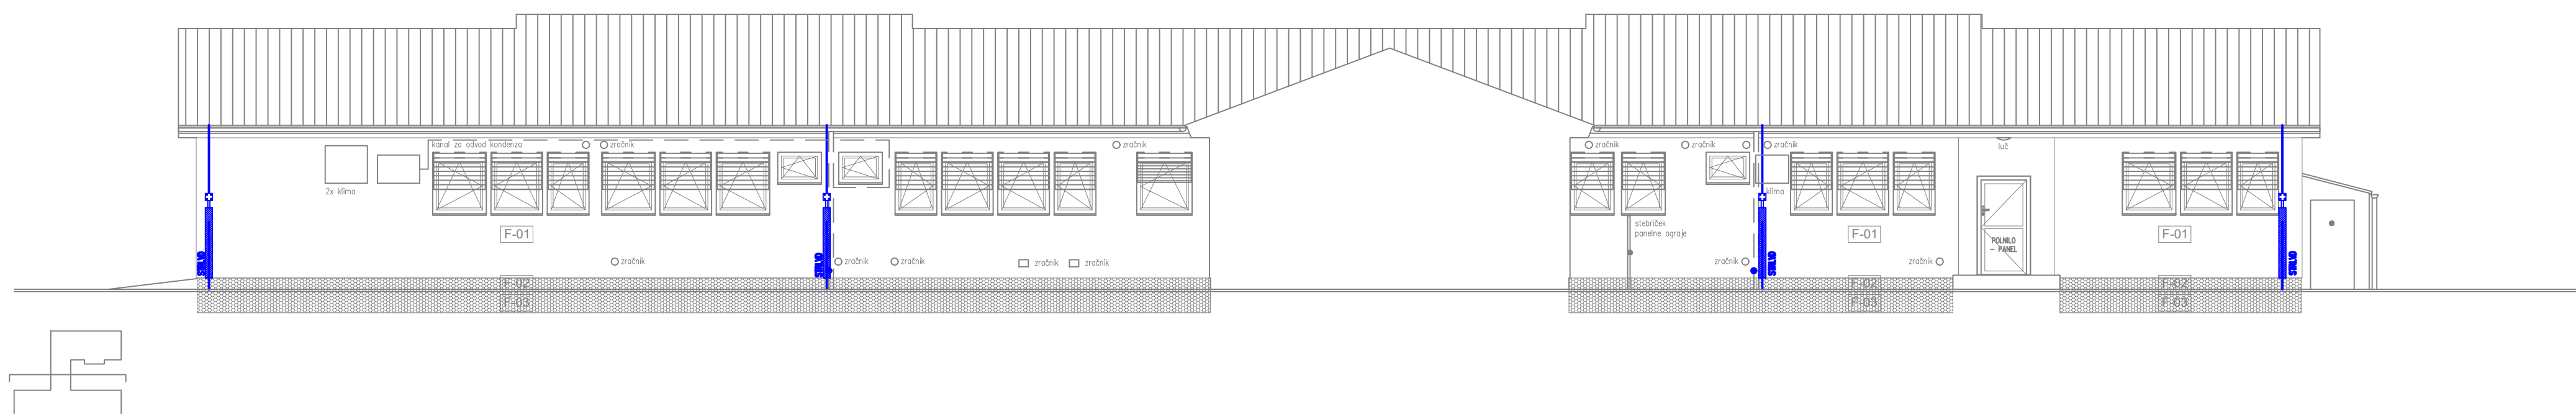 kanal za odvod kondenza
zračnik
zračnik
2x klima
F-01
zračnik
zračnik
zračnik
zračnik
zračnik
F-02
F-03
zračnik
zračnik
klima
stebriček
panelne ograje
luč
F-01
F-01
POLNILO
- PANEL
zračnik
zračnik
F-02
F-02
F-03
F-03